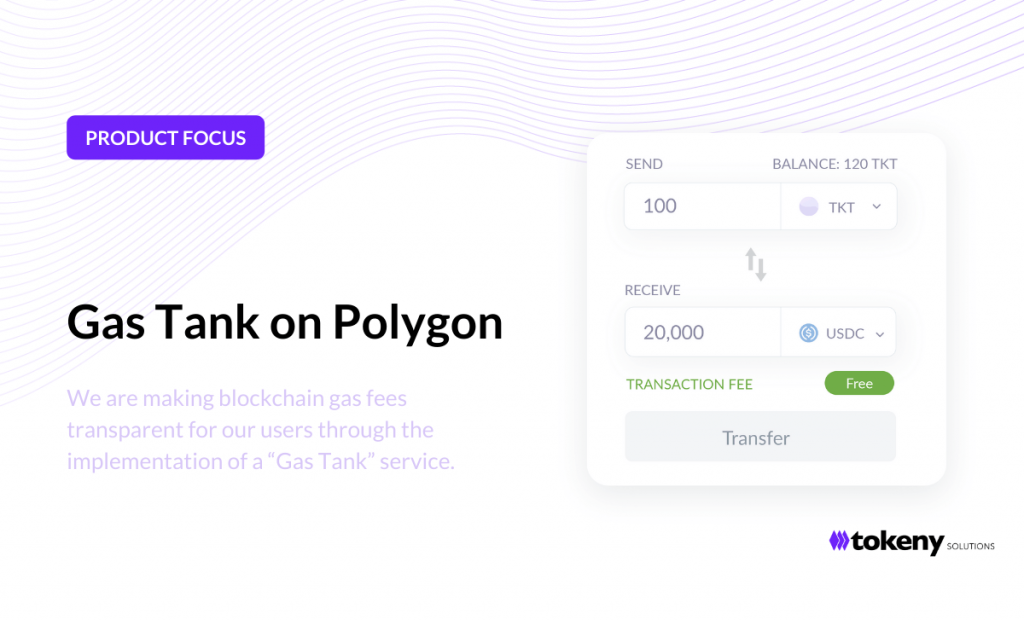 PRODUCT FOCUS
Gas Tank on Polygon
We are making blockchain gas fees
transparent for our users through the
implementation of a “Gas Tank” service.
SEND BALANCE: 120 TKT
100 TKT
RECEIVE
20,000 USDC
TRANSACTION FEE Free
Transfer
tokeny SOLUTIONS